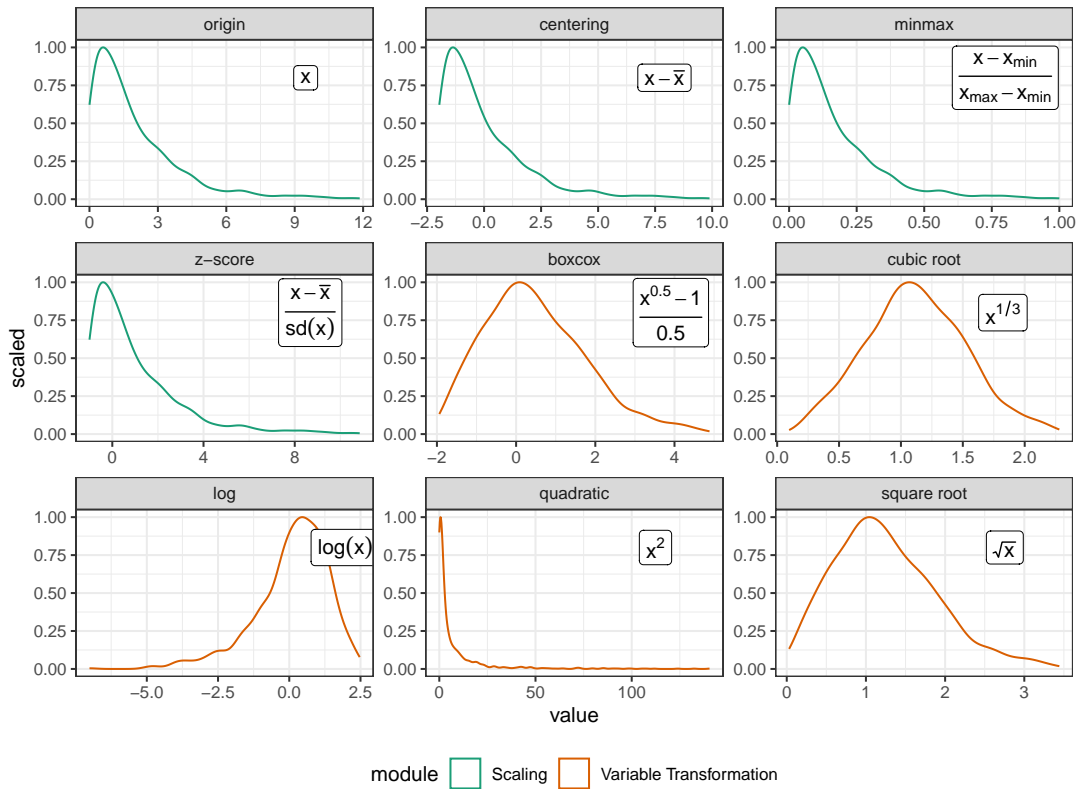 origin
centering
minmax
1.00
0.75
0.50
0.25
0.00
x
0 3 6 9 12
1.00
0.75
0.50
0.25
0.00
x − x̅
−2.5 0.0 2.5 5.0 7.5 10.0
1.00
0.75
0.50
0.25
0.00
x − xmin
xmax − xmin
0.00 0.25 0.50 0.75 1.00
z−score
boxcox
cubic root
scaled
1.00
0.75
0.50
0.25
0.00
x − x̅
sd(x)
0 4 8
1.00
0.75
0.50
0.25
0.00
x^0.5 − 1
0.5
−2 0 2 4
1.00
0.75
0.50
0.25
0.00
x^1/3
0.0 0.5 1.0 1.5 2.0
log
quadratic
square root
1.00
0.75
0.50
0.25
0.00
log(x)
−5.0 −2.5 0.0 2.5
1.00
0.75
0.50
0.25
0.00
x²
0 50 100
1.00
0.75
0.50
0.25
0.00
√x
0 1 2 3
value
module Scaling Variable Transformation